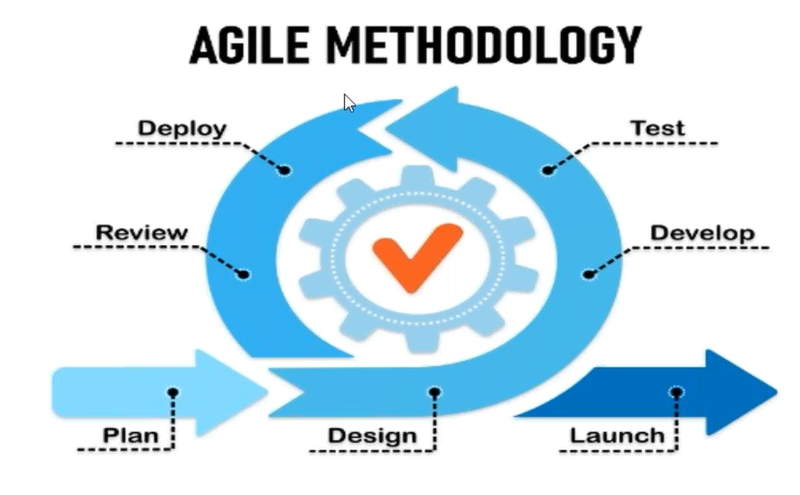 AGILE METHODOLOGY
Deploy
Test
Review
Develop
Plan
Design
Launch